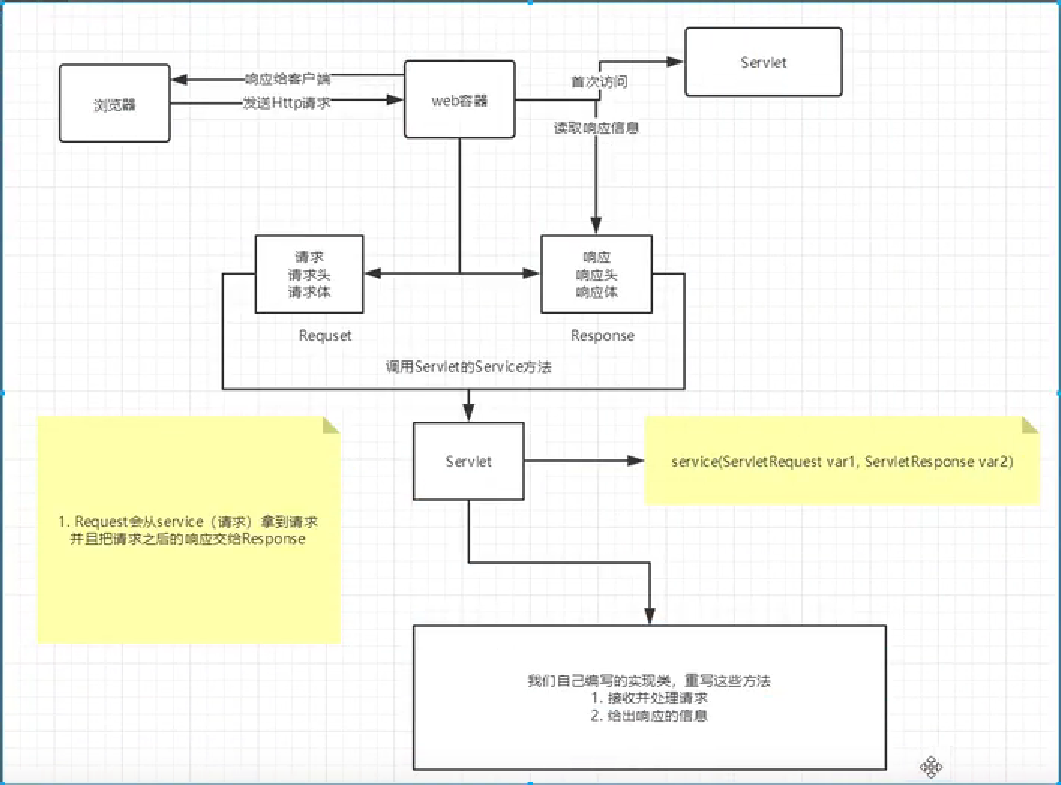 Servlet
响应给客户端
浏览器
发送Http请求
web容器
首次访问
读取响应信息
请求
请求头
请求体
响应
响应头
响应体
Requset
Response
调用Servlet的Service方法
Servlet
service(ServletRequest var1, ServletResponse var2)
1. Request会从service（请求）拿到请求
并且把请求之后的响应交给Response
我们自己编写的实现类，重写这些方法
1. 接收并处理请求
2. 给出响应的信息